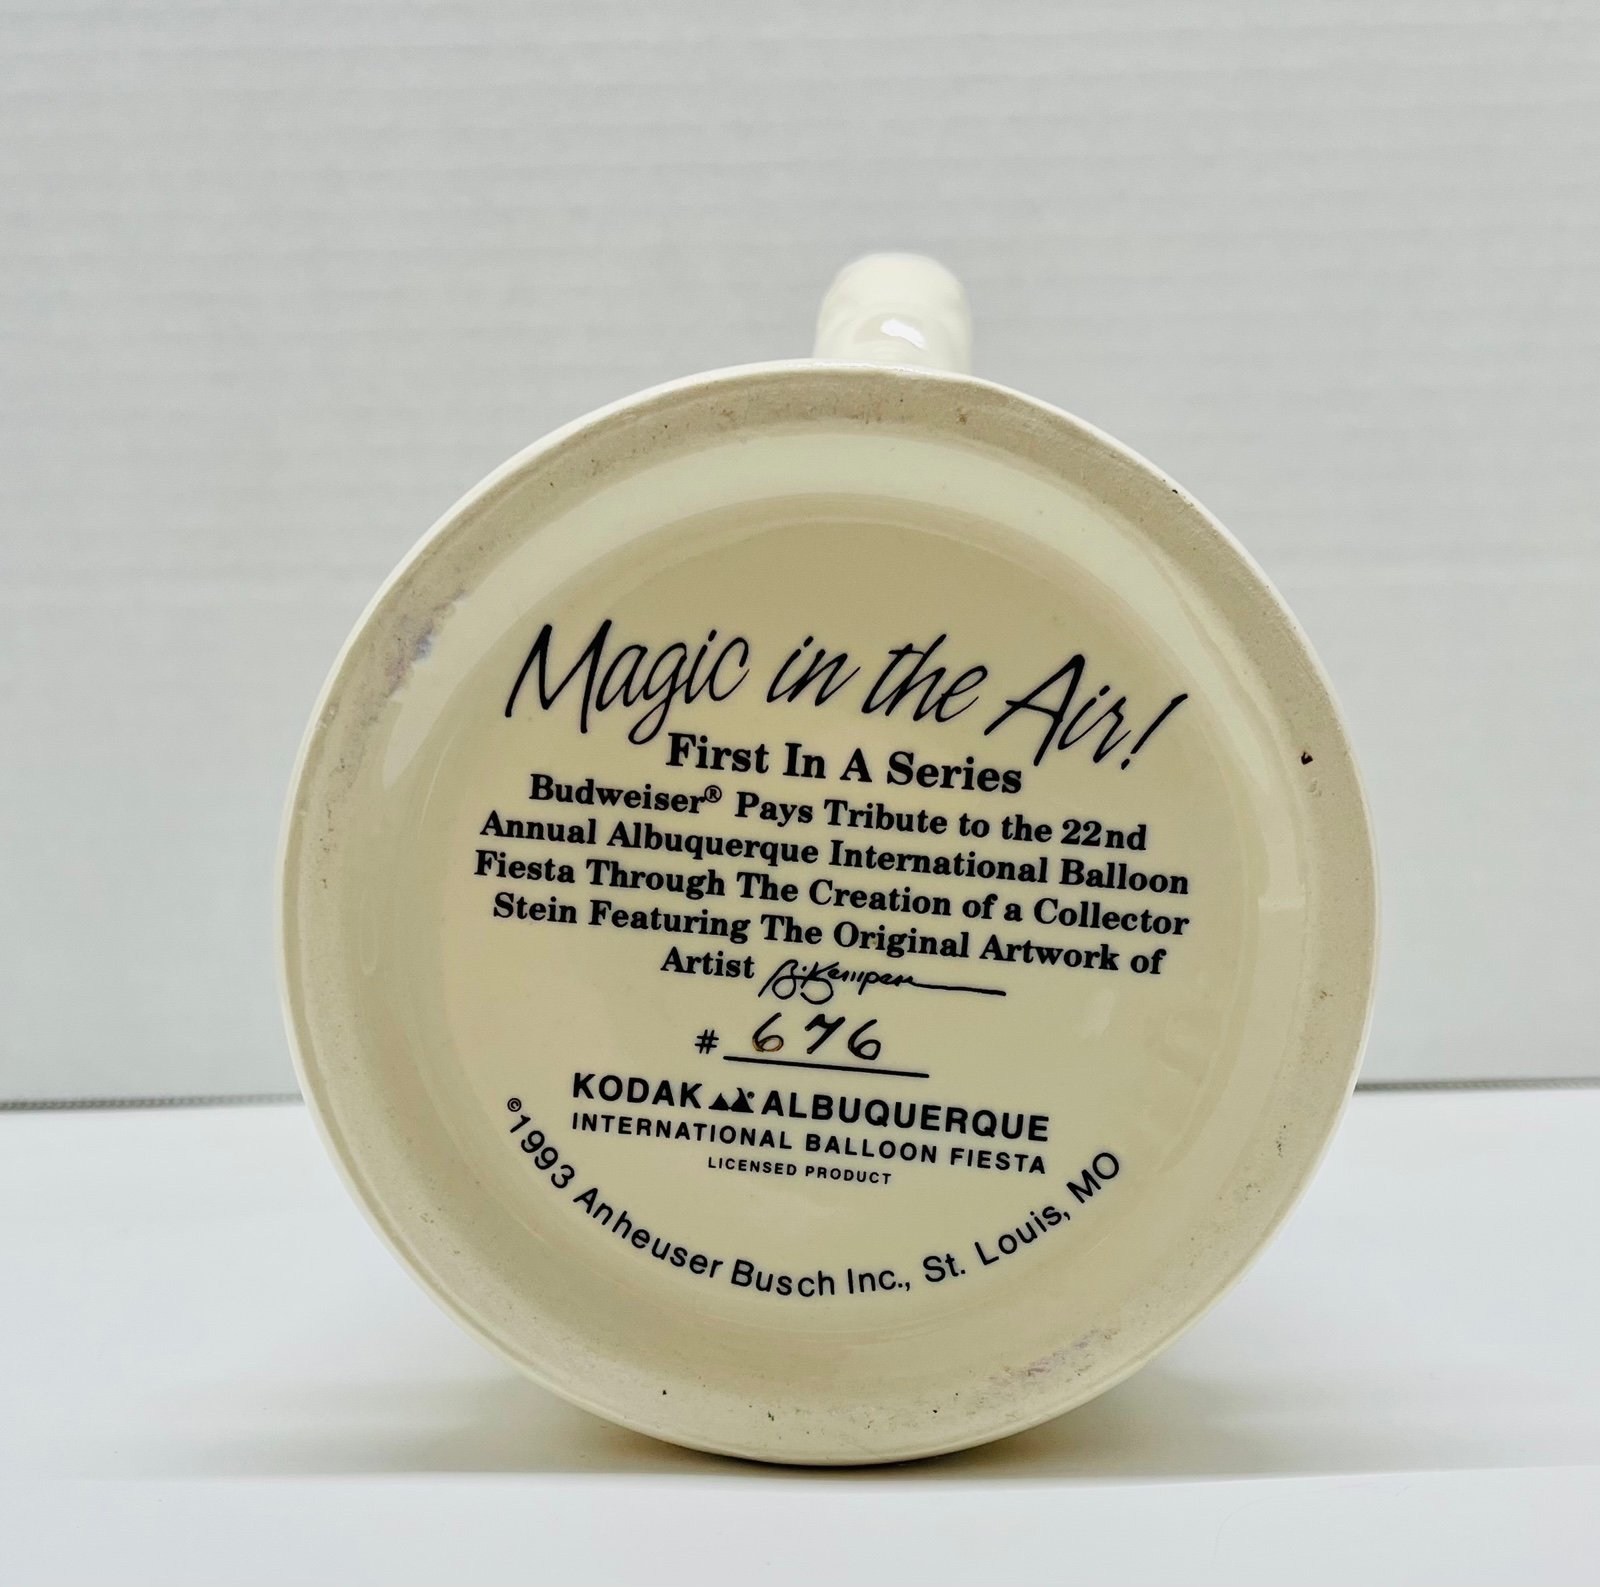 Magic in the Air!
First In A Series
Budweiser® Pays Tribute to the 22nd
Annual Albuquerque International Balloon
Fiesta Through The Creation of a Collector
Stein Featuring The Original Artwork of
Artist B. Kempen
# 676
KODAK ALBUQUERQUE
INTERNATIONAL BALLOON FIESTA
LICENSED PRODUCT
©1993 Anheuser Busch Inc., St. Louis, MO